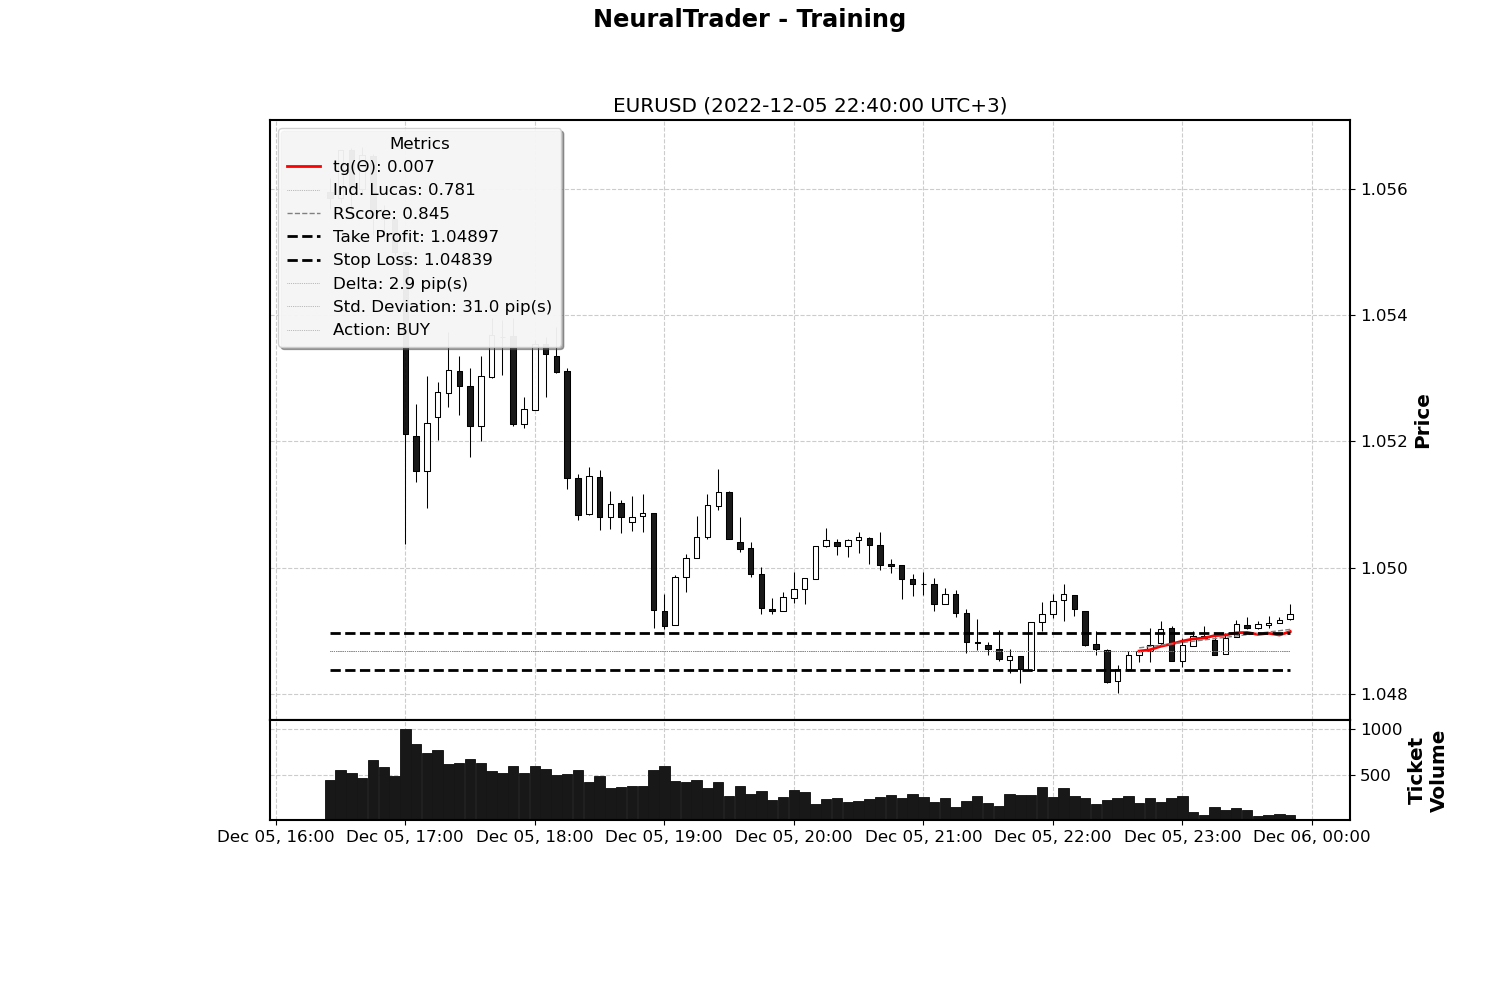 NeuralTrader - Training
EURUSD (2022-12-05 22:40:00 UTC+3)
Metrics
tg(Θ): 0.007
Ind. Lucas: 0.781
RScore: 0.845
Take Profit: 1.04897
Stop Loss: 1.04839
Delta: 2.9 pip(s)
Std. Deviation: 31.0 pip(s)
Action: BUY
1.056
1.054
1.052
1.050
1.048
Price
1000
500
Ticket
Volume
Dec 05, 16:00 Dec 05, 17:00 Dec 05, 18:00 Dec 05, 19:00 Dec 05, 20:00 Dec 05, 21:00 Dec 05, 22:00 Dec 05, 23:00 Dec 06, 00:00